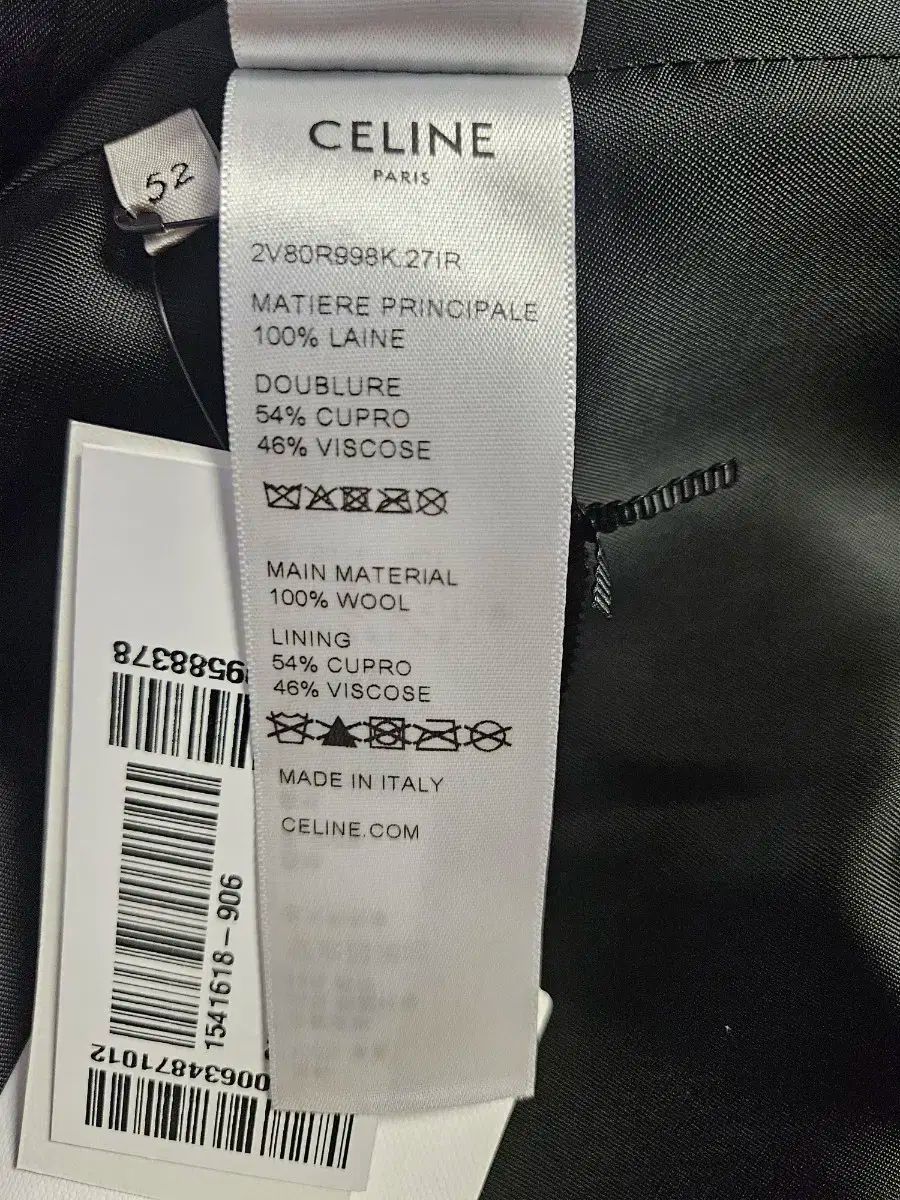 52
CELINE
PARIS
2V80R998K.27IR
MATIERE PRINCIPALE
100% LAINE
DOUBLURE
54% CUPRO
46% VISCOSE
MAIN MATERIAL
100% WOOL
LINING
54% CUPRO
46% VISCOSE
MADE IN ITALY
CELINE.COM
9588378
1541618-906
00634871012